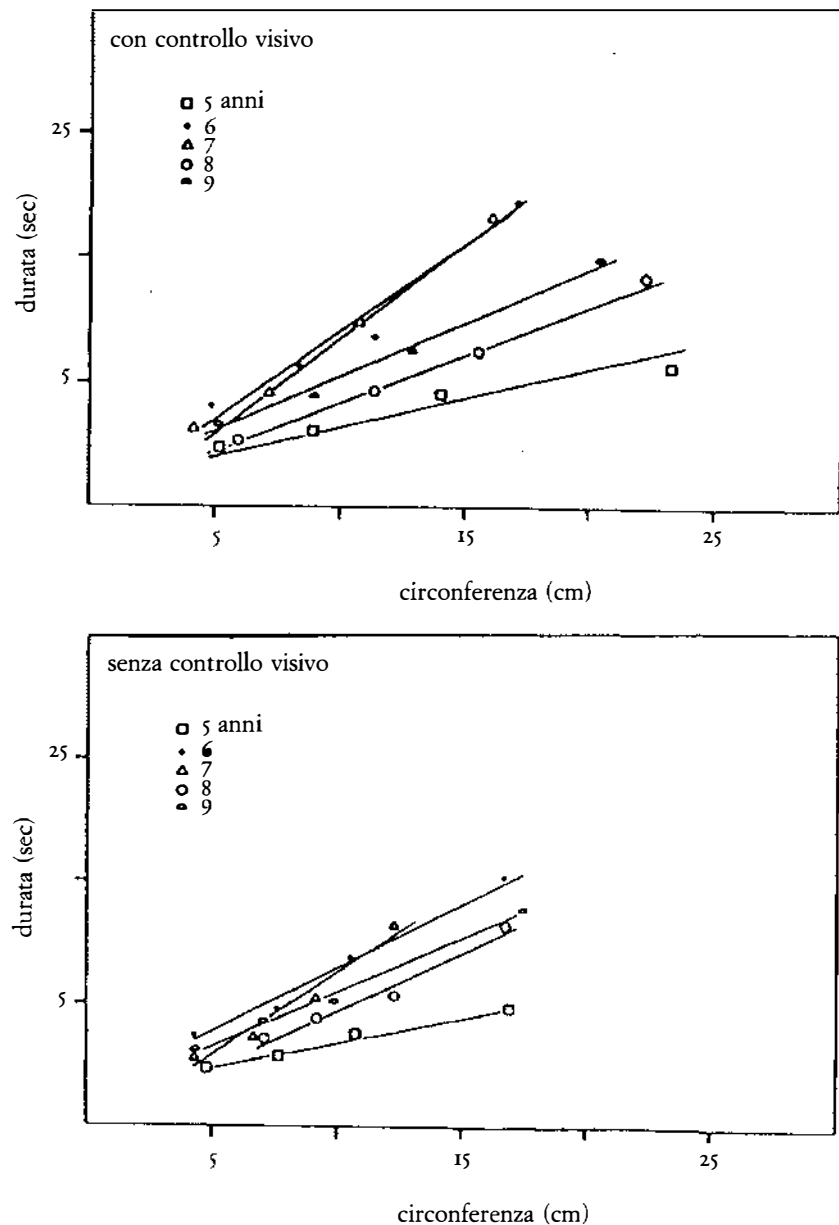 con controllo visivo
5 anni
6
7
8
9
25
5
durata (sec)
5
15
25
circonferenza (cm)
senza controllo visivo
5 anni
6
7
8
9
25
5
durata (sec)
5
15
25
circonferenza (cm)